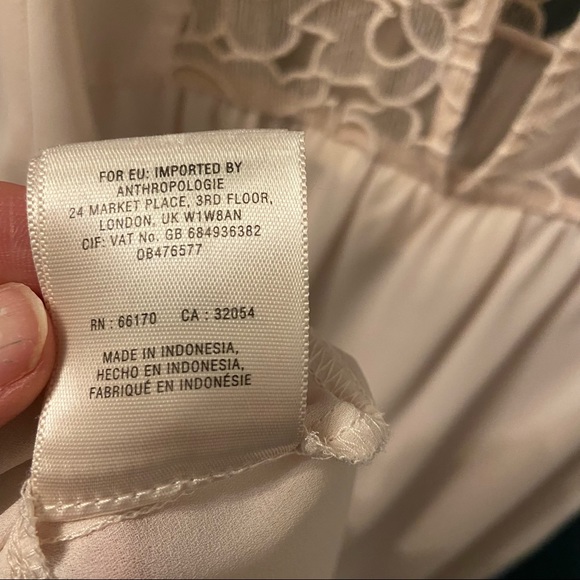 FOR EU: IMPORTED BY
ANTHROPOLOGIE
24 MARKET PLACE, 3RD FLOOR,
LONDON, UK W1W8AN
CIF: VAT No. GB 684936382
OB476577
RN : 66170 CA : 32054
MADE IN INDONESIA,
HECHO EN INDONESIA,
FABRIQUÉ EN INDONÉSIE